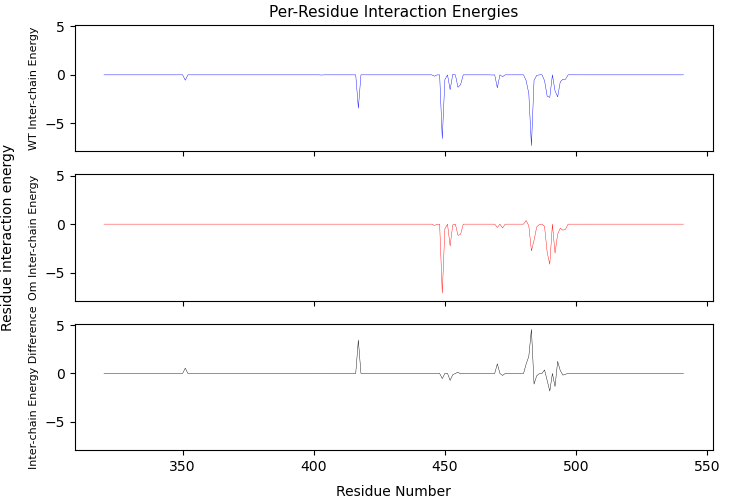 Per-Residue Interaction Energies
WT Inter-chain Energy
5
0
−5
Residue interaction energy
Om Inter-chain Energy
5
0
−5
Inter-chain Energy Difference
5
0
−5
350
400
450
500
550
Residue Number